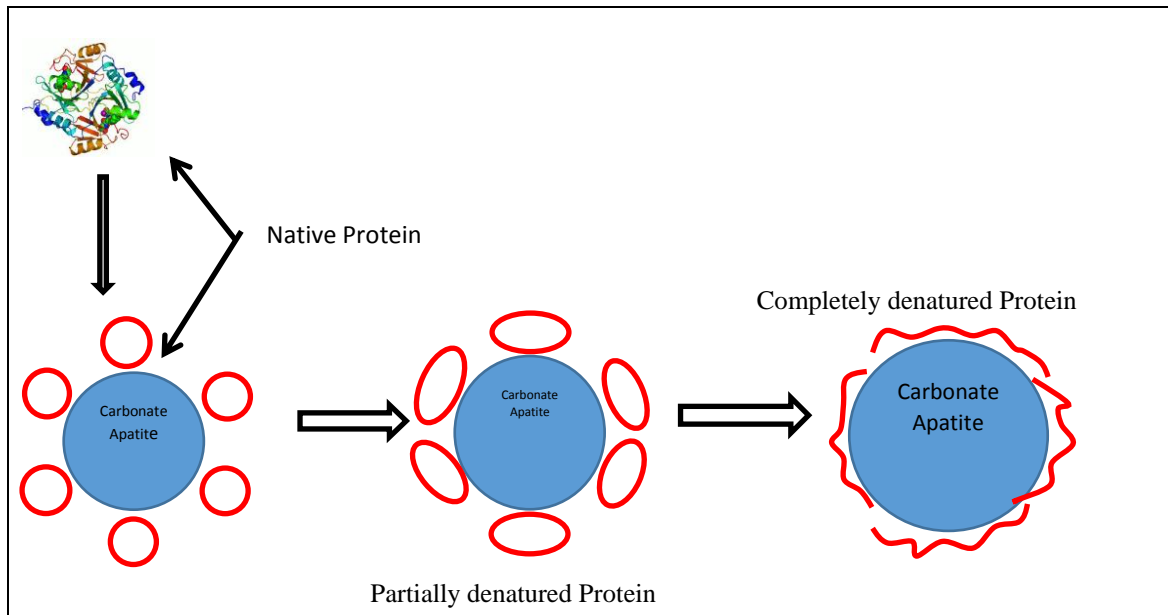 Native Protein
Completely denatured Protein
Carbonate
Apatite
Carbonate
Apatite
Carbonate
Apatite
Partially denatured Protein